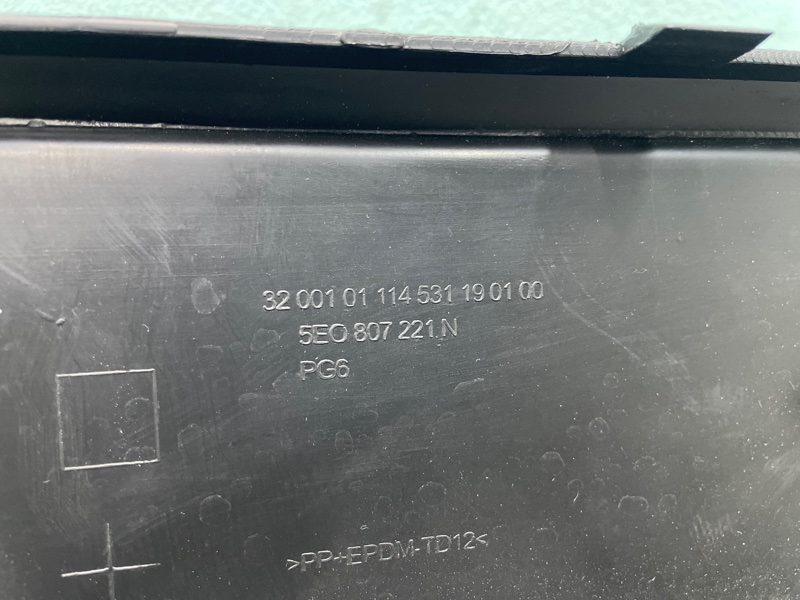 32 001 01 114 531 19 01 00
5E0 807 221 N
PG6
>PP+EPDM-TD12<